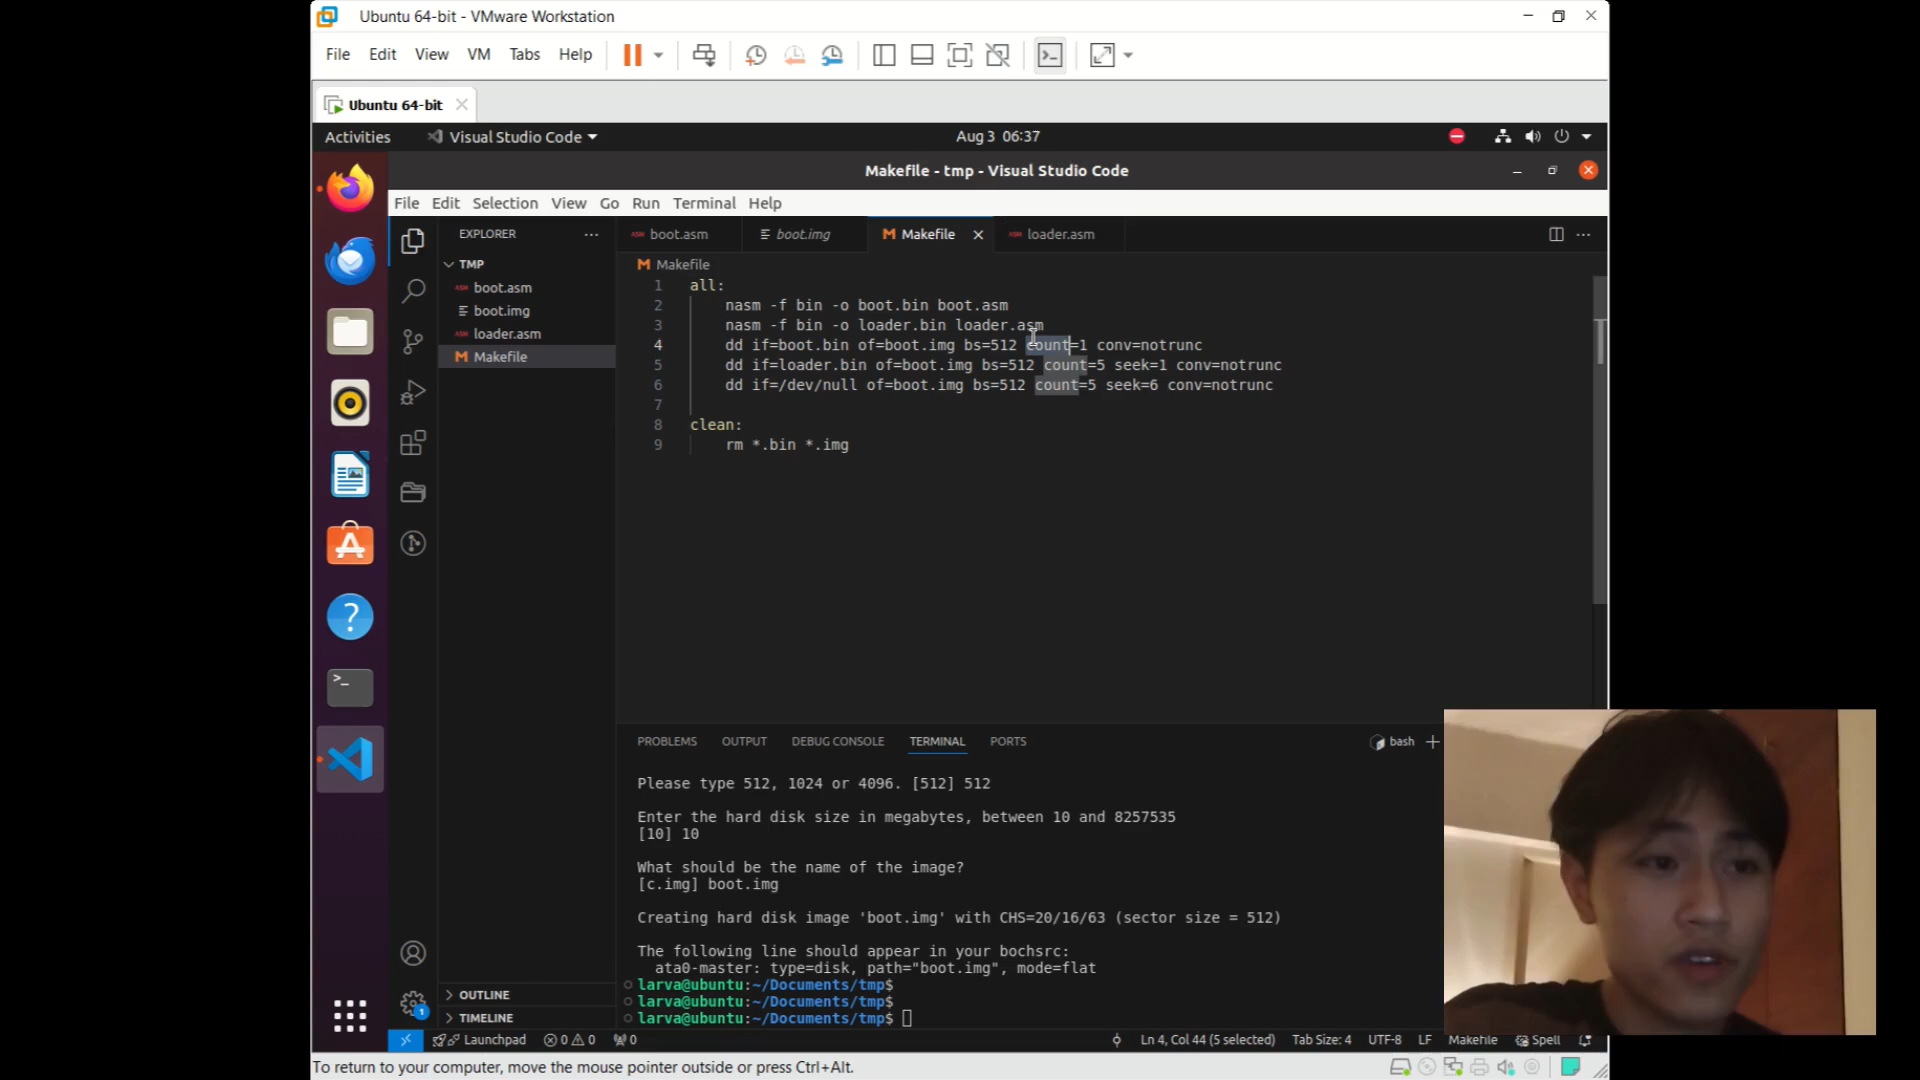 Ubuntu 64-bit - VMware Workstation
File Edit View VM Tabs Help
Ubuntu 64-bit
Activities Visual Studio Code Aug 3 06:37
Makefile - tmp - Visual Studio Code
File Edit Selection View Go Run Terminal Help
EXPLORER
boot.asm boot.img Makefile loader.asm
TMP
boot.asm
boot.img
loader.asm
Makefile
Makefile
1 all:
2 nasm -f bin -o boot.bin boot.asm
3 nasm -f bin -o loader.bin loader.asm
4 dd if=boot.bin of=boot.img bs=512 count=1 conv=notrunc
5 dd if=loader.bin of=boot.img bs=512 count=5 seek=1 conv=notrunc
6 dd if=/dev/null of=boot.img bs=512 count=5 seek=6 conv=notrunc
7
8 clean:
9 rm *.bin *.img
PROBLEMS OUTPUT DEBUG CONSOLE TERMINAL PORTS
bash
Please type 512, 1024 or 4096. [512] 512
Enter the hard disk size in megabytes, between 10 and 8257535
[10] 10
What should be the name of the image?
[c.img] boot.img
Creating hard disk image 'boot.img' with CHS=20/16/63 (sector size = 512)
The following line should appear in your bochsrc:
ata0-master: type=disk, path="boot.img", mode=flat
larva@ubuntu:~/Documents/tmp$
larva@ubuntu:~/Documents/tmp$
larva@ubuntu:~/Documents/tmp$
OUTLINE
TIMELINE
1
Launchpad 0 0 0 Ln 4, Col 44 (5 selected) Tab Size: 4 UTF-8 LF Makefile Spell
To return to your computer, move the mouse pointer outside or press Ctrl+Alt.